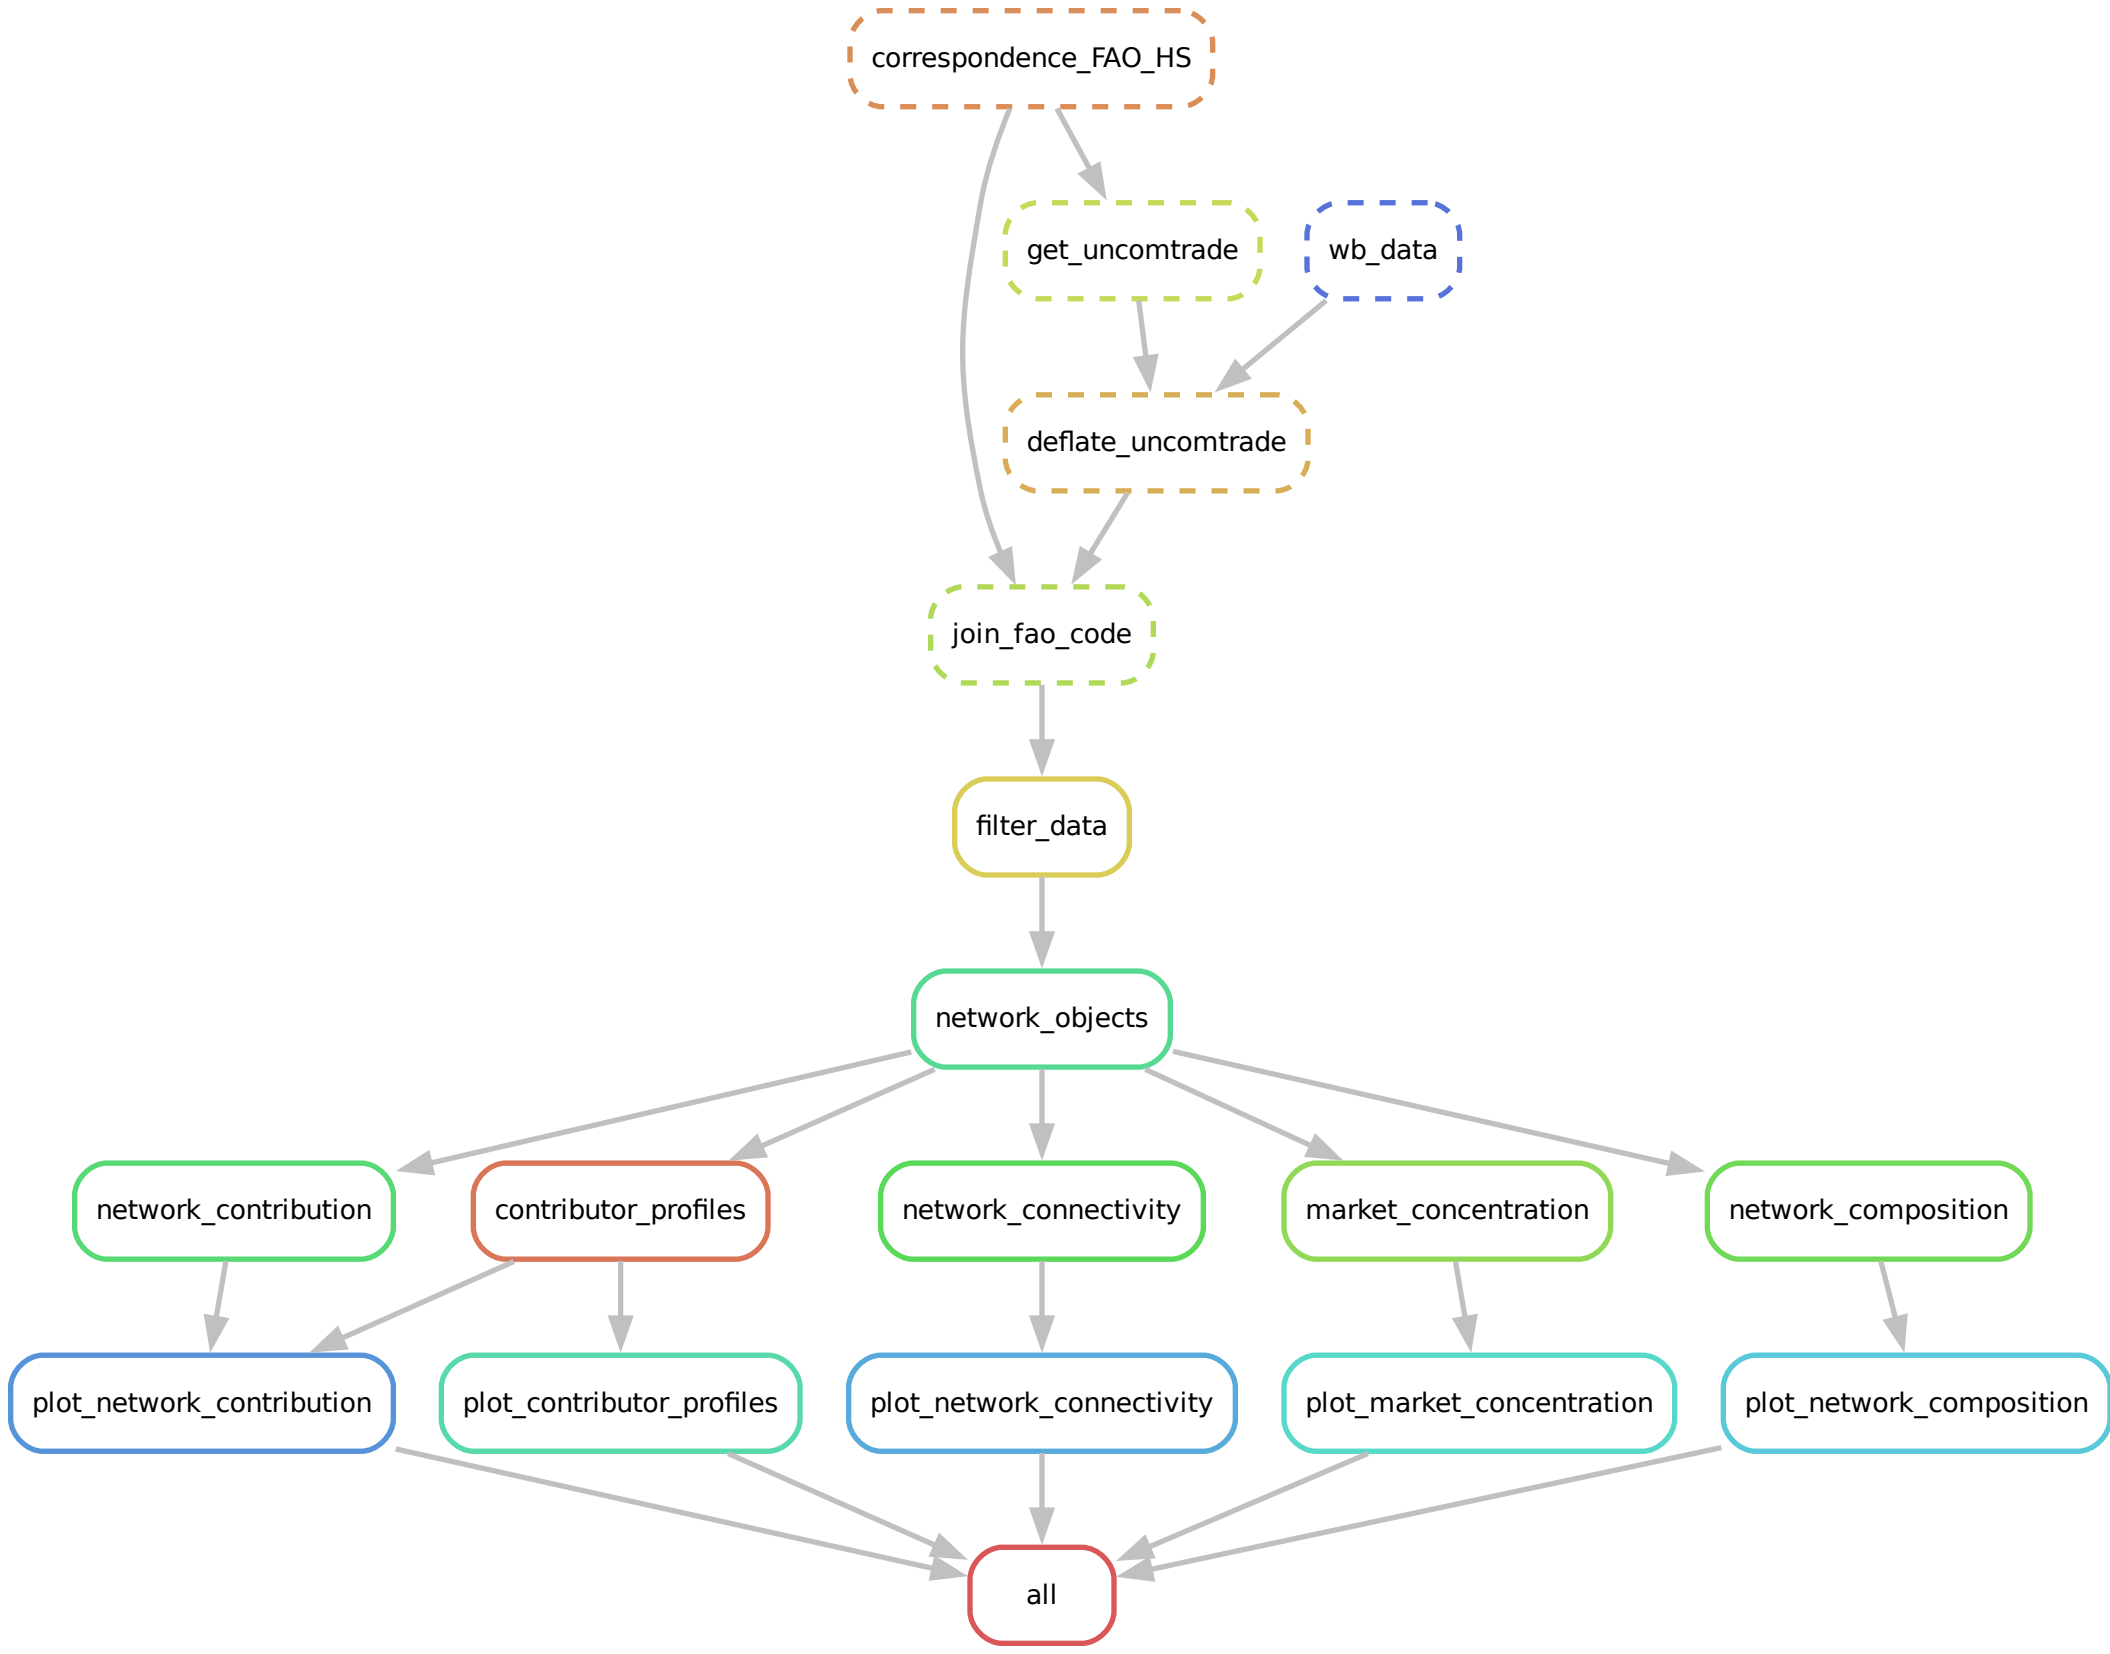 correspondence_FAO_HS
get_uncomtrade
wb_data
deflate_uncomtrade
join_fao_code
filter_data
network_objects
network_contribution
contributor_profiles
network_connectivity
market_concentration
network_composition
plot_network_contribution
plot_contributor_profiles
plot_network_connectivity
plot_market_concentration
plot_network_composition
all